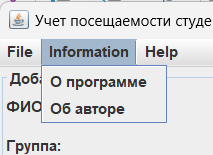 Учет посещаемости студе
File Information Help
О программе
Доба
Об авторе
ФИО
Группа: